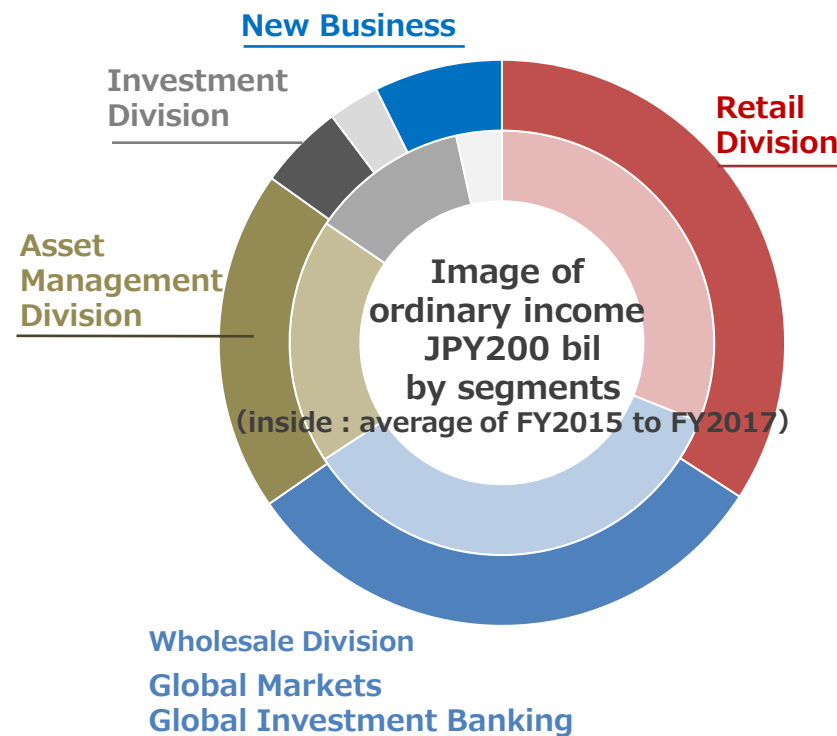 New Business
Investment
Division
Retail
Division
Asset
Management
Division
Image of
ordinary income
JPY200 bil
by segments
(inside : average of FY2015 to FY2017)
Wholesale Division
Global Markets
Global Investment Banking